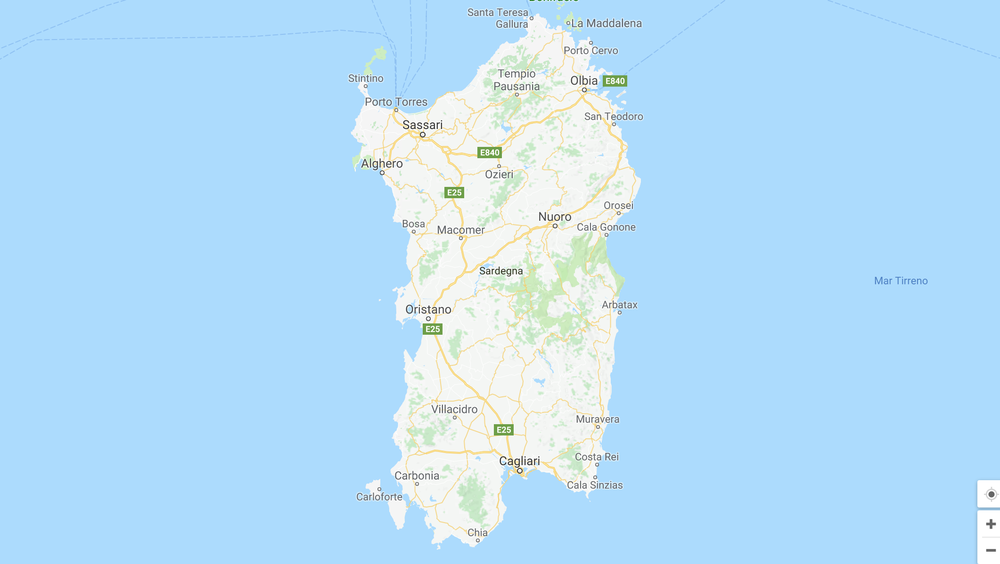 Bonifacio
Santa Teresa
Gallura
La Maddalena
Porto Cervo
Tempio
Pausania
Stintino
Olbia
E840
Porto Torres
San Teodoro
Sassari
E840
Alghero
Ozieri
E25
Orosei
Nuoro
Bosa
Macomer
Cala Gonone
Sardegna
Mar Tirreno
Oristano
Arbatax
E25
Villacidro
Muravera
E25
Costa Rei
Cagliari
Carbonia
Cala Sinzias
Carloforte
Chia